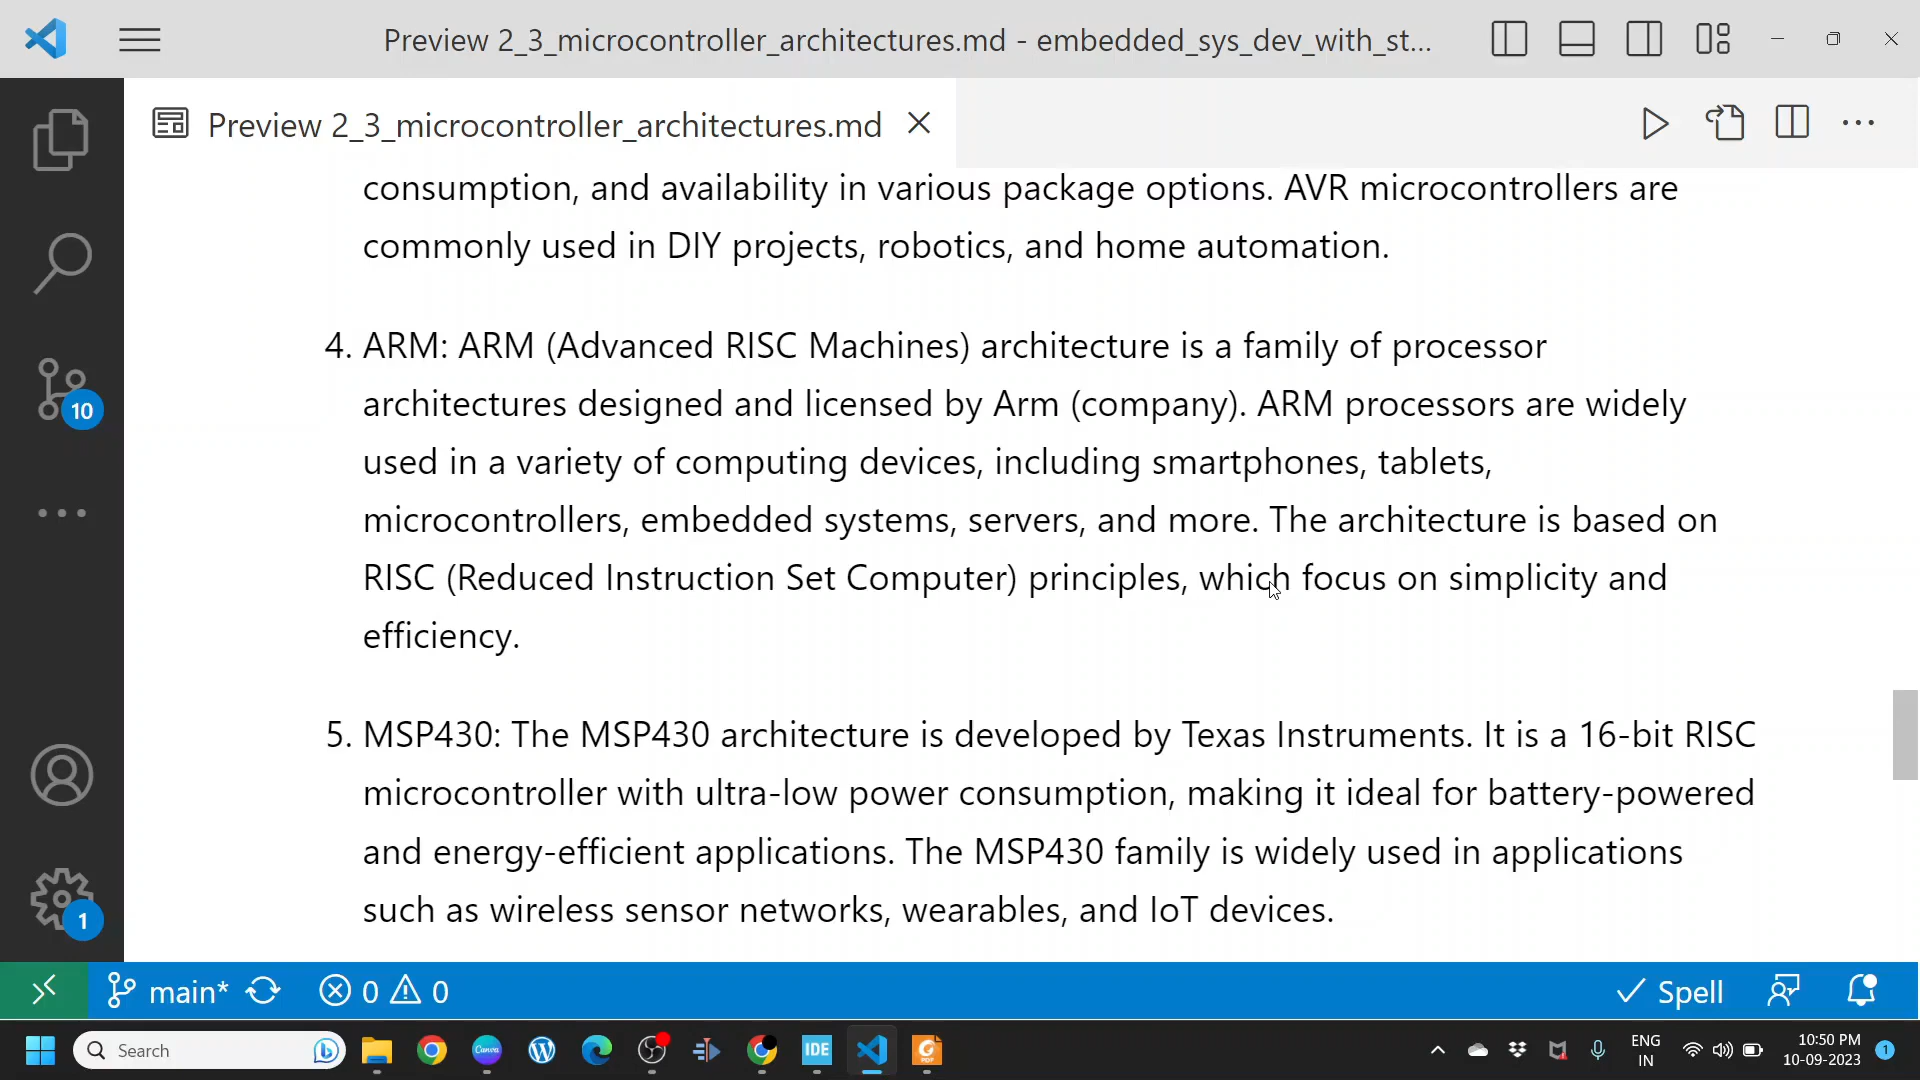 Preview 2_3_microcontroller_architectures.md - embedded_sys_dev_with_st...
Preview 2_3_microcontroller_architectures.md
consumption, and availability in various package options. AVR microcontrollers are
commonly used in DIY projects, robotics, and home automation.
4. ARM: ARM (Advanced RISC Machines) architecture is a family of processor
architectures designed and licensed by Arm (company). ARM processors are widely
used in a variety of computing devices, including smartphones, tablets,
microcontrollers, embedded systems, servers, and more. The architecture is based on
RISC (Reduced Instruction Set Computer) principles, which focus on simplicity and
efficiency.
5. MSP430: The MSP430 architecture is developed by Texas Instruments. It is a 16-bit RISC
microcontroller with ultra-low power consumption, making it ideal for battery-powered
and energy-efficient applications. The MSP430 family is widely used in applications
such as wireless sensor networks, wearables, and IoT devices.
10
1
main* 0 0 Spell
Search Canva IDE PDF ENG 10:50 PM
IN 10-09-2023 1